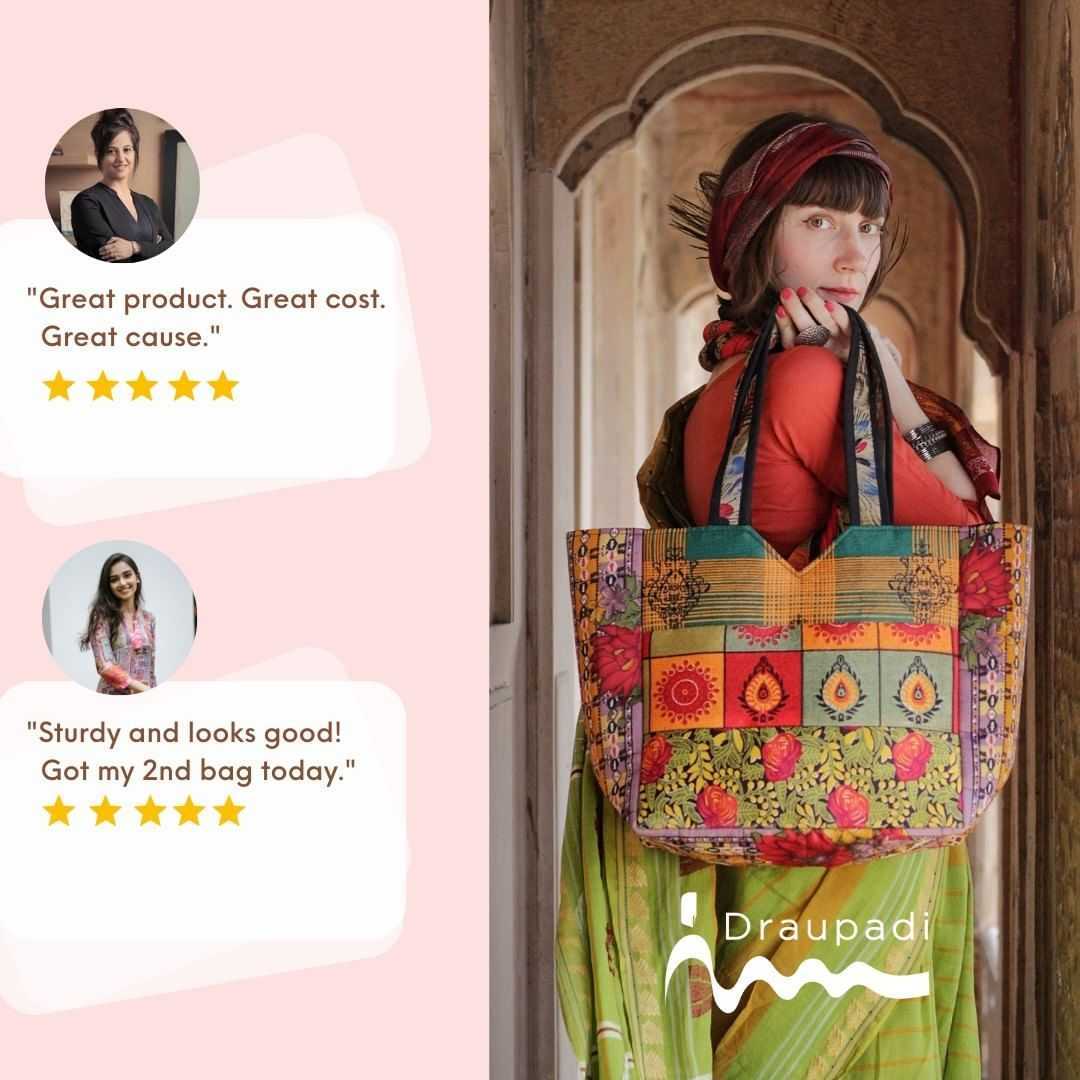 "Great product. Great cost.
Great cause."
"Sturdy and looks good!
Got my 2nd bag today."
Draupadi